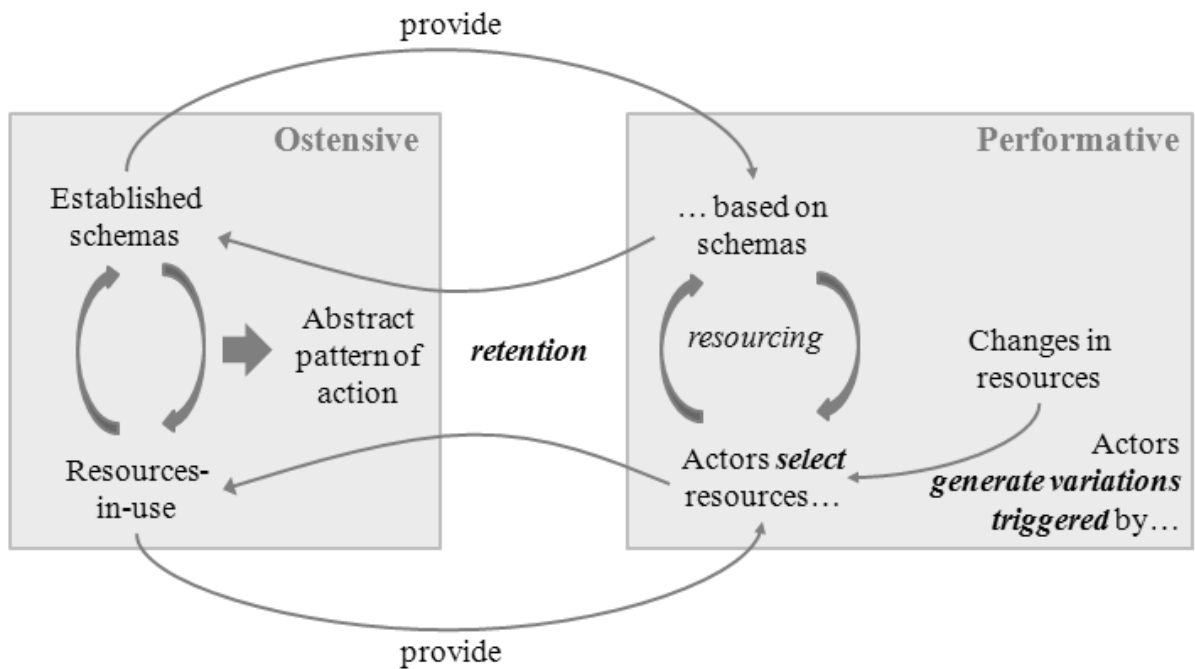 provide
Ostensive
Performative
Established
schemas
… based on
schemas
Abstract
pattern of
action
retention
resourcing
Changes in
resources
Resources-
in-use
Actors select
resources…
Actors
generate variations
triggered by…
provide